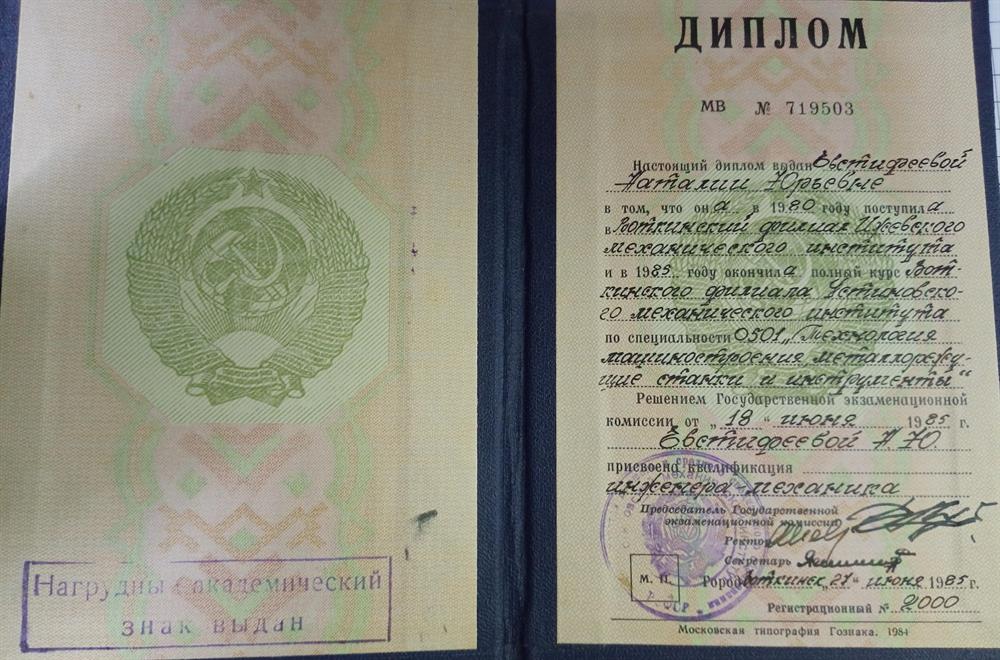 Нагрудный академический
знак выдан
ДИПЛОМ
МВ № 719503
Настоящий диплом выдан Евстифеевой
Наталии Юрьевне
в том, что она в 1980 году поступила
в Воткинский филиал Ижевского
механического института
и в 1985 году окончила полный курс Вот-
кинского филиала Устиновско-
го механического института
по специальности 0501 „Технология
машиностроения, металлорежу-
щие станки и инструменты“
Решением Государственной экзаменационной
комиссии от „18“ июня 1985 г.
Евстифеевой Н.Ю
присвоена квалификация
инженера-механика
Председатель Государственной
экзаменационной комиссии
Ректор
Секретарь
М. П. Город Воткинск „27“ июня 1985 г.
Регистрационный № 2000
Московская типография Гознака. 1984